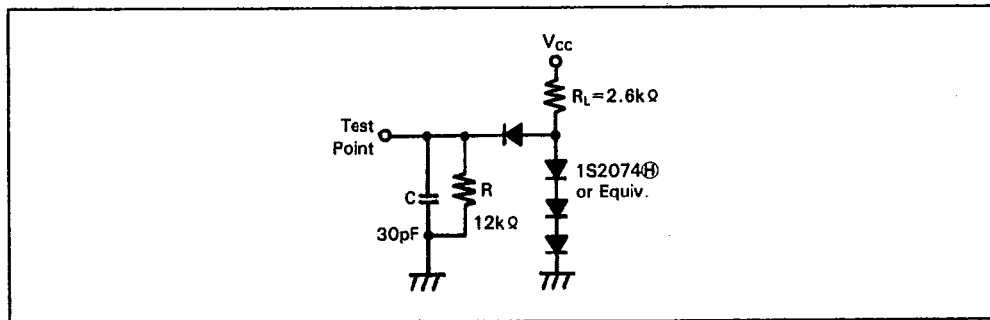 Vcc
RL=2.6kΩ
Test
Point
1S2074Ⓗ
or Equiv.
C
R
30pF
12kΩ